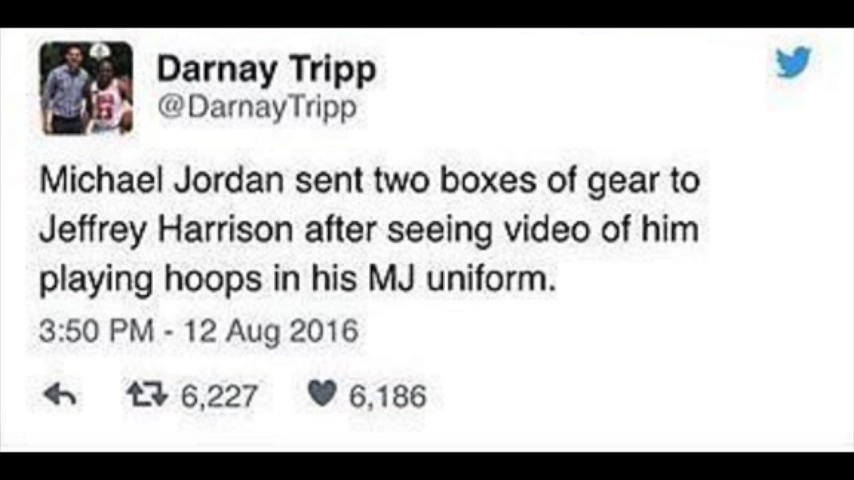 Darnay Tripp
@DarnayTripp
Michael Jordan sent two boxes of gear to
Jeffrey Harrison after seeing video of him
playing hoops in his MJ uniform.
3:50 PM - 12 Aug 2016
6,227 6,186